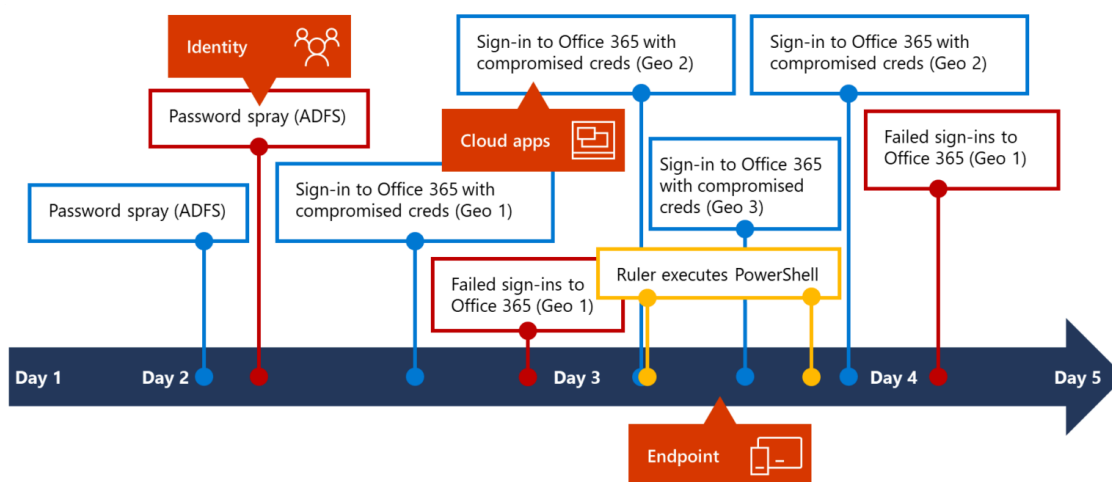 Identity
Password spray (ADFS)
Sign-in to Office 365 with
compromised creds (Geo 2)
Sign-in to Office 365 with
compromised creds (Geo 2)
Cloud apps
Failed sign-ins to
Office 365 (Geo 1)
Password spray (ADFS)
Sign-in to Office 365 with
compromised creds (Geo 1)
Sign-in to Office 365
with compromised
creds (Geo 3)
Failed sign-ins to
Office 365 (Geo 1)
Ruler executes PowerShell
Day 1
Day 2
Day 3
Day 4
Day 5
Endpoint